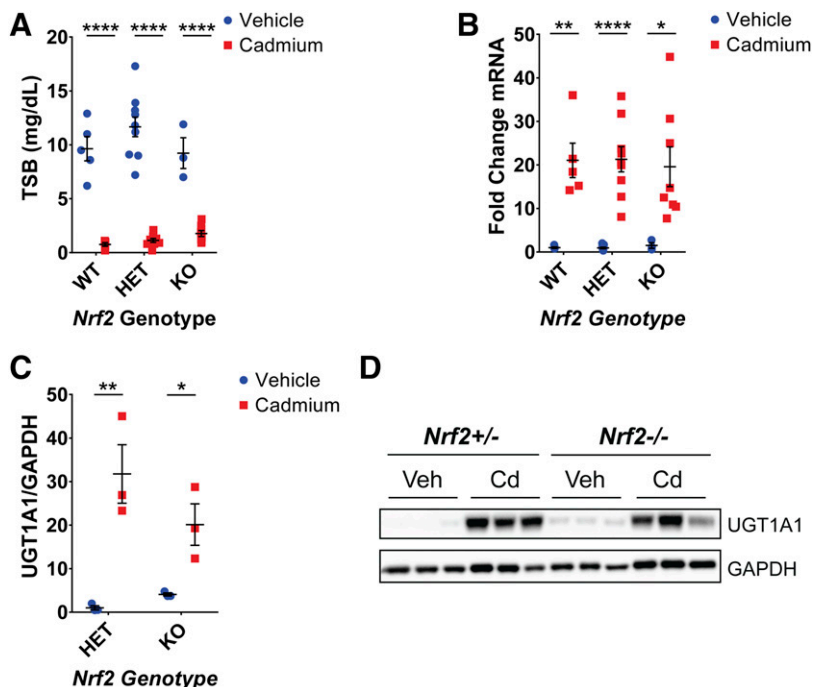 A
Vehicle
Cadmium
**** **** ****
TSB (mg/dL)
20
15
10
5
0
WT
HET
KO
Nrf2 Genotype
B
Vehicle
Cadmium
** **** *
Fold Change mRNA
50
40
30
20
10
0
WT
HET
KO
Nrf2 Genotype
C
Vehicle
Cadmium
** *
UGT1A1/GAPDH
50
40
30
20
10
0
HET
KO
Nrf2 Genotype
D
Nrf2+/- Nrf2-/-
Veh Cd Veh Cd
UGT1A1
GAPDH